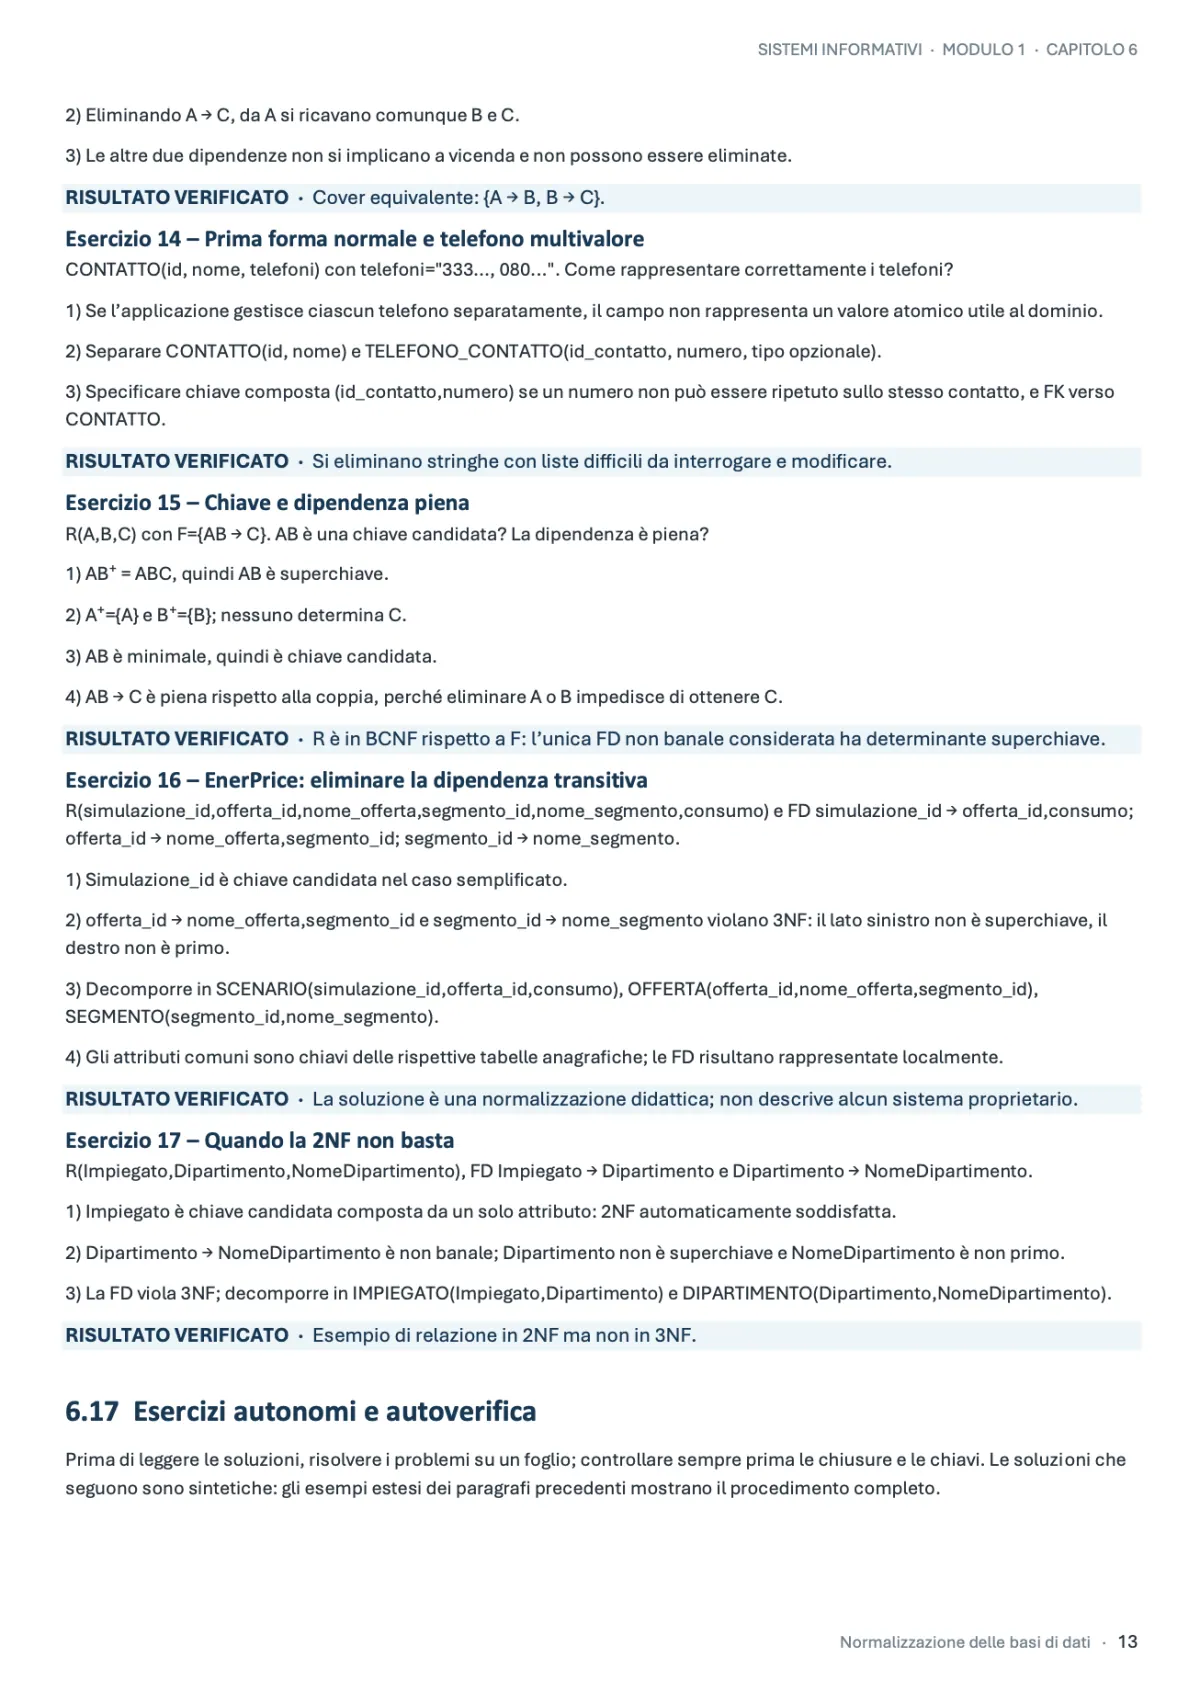 SISTEMI INFORMATIVI · MODULO 1 · CAPITOLO 6
2) Eliminando A → C, da A si ricavano comunque B e C.
3) Le altre due dipendenze non si implicano a vicenda e non possono essere eliminate.
RISULTATO VERIFICATO · Cover equivalente: {A → B, B → C}.
Esercizio 14 – Prima forma normale e telefono multivalore
CONTATTO(id, nome, telefoni) con telefoni="333..., 080...". Come rappresentare correttamente i telefoni?
1) Se l’applicazione gestisce ciascun telefono separatamente, il campo non rappresenta un valore atomico utile al dominio.
2) Separare CONTATTO(id, nome) e TELEFONO_CONTATTO(id_contatto, numero, tipo opzionale).
3) Specificare chiave composta (id_contatto,numero) se un numero non può essere ripetuto sullo stesso contatto, e FK verso
CONTATTO.
RISULTATO VERIFICATO · Si eliminano stringhe con liste difficili da interrogare e modificare.
Esercizio 15 – Chiave e dipendenza piena
R(A,B,C) con F={AB → C}. AB è una chiave candidata? La dipendenza è piena?
1) AB⁺ = ABC, quindi AB è superchiave.
2) A⁺={A} e B⁺={B}; nessuno determina C.
3) AB è minimale, quindi è chiave candidata.
4) AB → C è piena rispetto alla coppia, perché eliminare A o B impedisce di ottenere C.
RISULTATO VERIFICATO · R è in BCNF rispetto a F: l’unica FD non banale considerata ha determinante superchiave.
Esercizio 16 – EnerPrice: eliminare la dipendenza transitiva
R(simulazione_id,offerta_id,nome_offerta,segmento_id,nome_segmento,consumo) e FD simulazione_id → offerta_id,consumo;
offerta_id → nome_offerta,segmento_id; segmento_id → nome_segmento.
1) Simulazione_id è chiave candidata nel caso semplificato.
2) offerta_id → nome_offerta,segmento_id e segmento_id → nome_segmento violano 3NF: il lato sinistro non è superchiave, il
destro non è primo.
3) Decomporre in SCENARIO(simulazione_id,offerta_id,consumo), OFFERTA(offerta_id,nome_offerta,segmento_id),
SEGMENTO(segmento_id,nome_segmento).
4) Gli attributi comuni sono chiavi delle rispettive tabelle anagrafiche; le FD risultano rappresentate localmente.
RISULTATO VERIFICATO · La soluzione è una normalizzazione didattica; non descrive alcun sistema proprietario.
Esercizio 17 – Quando la 2NF non basta
R(Impiegato,Dipartimento,NomeDipartimento), FD Impiegato → Dipartimento e Dipartimento → NomeDipartimento.
1) Impiegato è chiave candidata composta da un solo attributo: 2NF automaticamente soddisfatta.
2) Dipartimento → NomeDipartimento è non banale; Dipartimento non è superchiave e NomeDipartimento è non primo.
3) La FD viola 3NF; decomporre in IMPIEGATO(Impiegato,Dipartimento) e DIPARTIMENTO(Dipartimento,NomeDipartimento).
RISULTATO VERIFICATO · Esempio di relazione in 2NF ma non in 3NF.
6.17 Esercizi autonomi e autoverifica
Prima di leggere le soluzioni, risolvere i problemi su un foglio; controllare sempre prima le chiusure e le chiavi. Le soluzioni che
seguono sono sintetiche: gli esempi estesi dei paragrafi precedenti mostrano il procedimento completo.
Normalizzazione delle basi di dati · 13